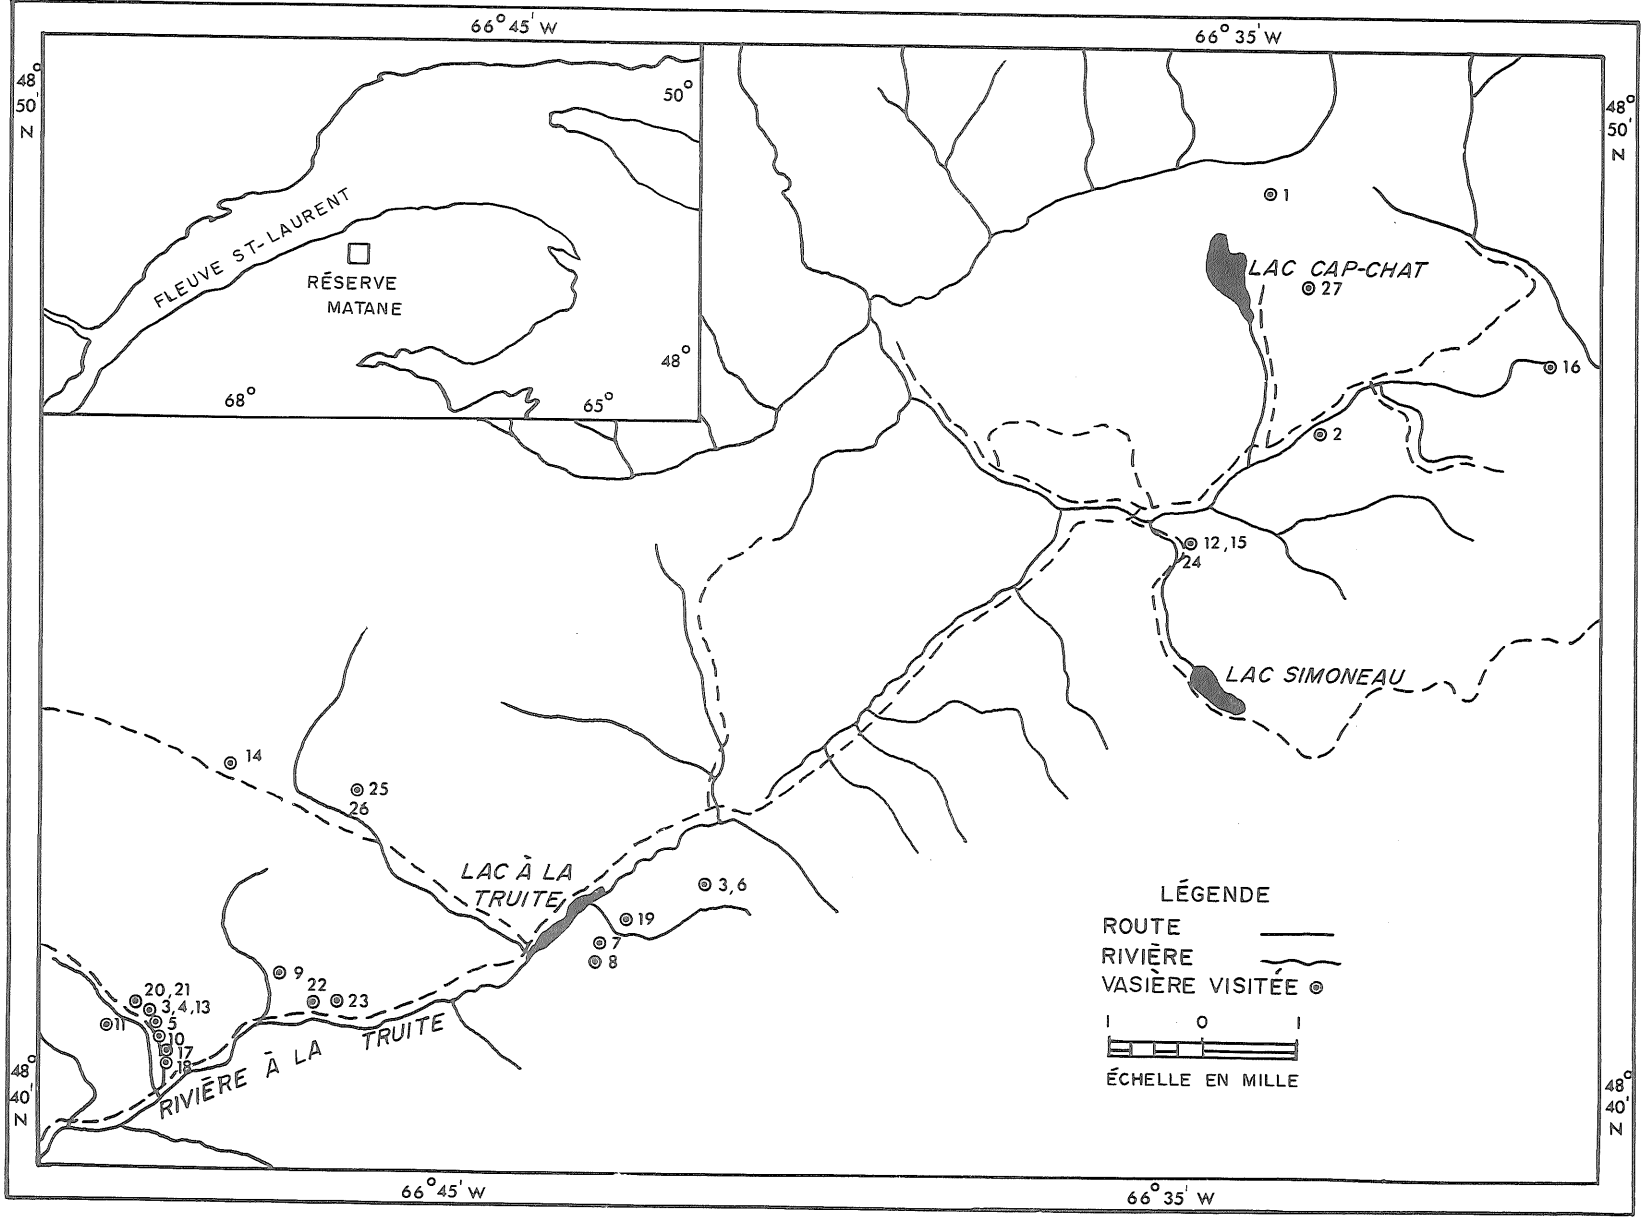 66° 45' W
66° 35' W
48°
50'
N
48°
50'
N
50°
FLEUVE ST-LAURENT
RÉSERVE
MATANE
48°
68°
65°
1
LAC CAP-CHAT
27
16
2
12,15
24
LAC SIMONEAU
14
25
26
LAC À LA
TRUITE
3,6
19
7
8
9
22
23
20,21
3,4,13
5
11
10
17
18
RIVIÈRE À LA TRUITE
LÉGENDE
ROUTE
RIVIÈRE
VASIÈRE VISITÉE
1 0 1
ÉCHELLE EN MILLE
48°
40'
N
48°
40'
N
66° 45' W
66° 35' W